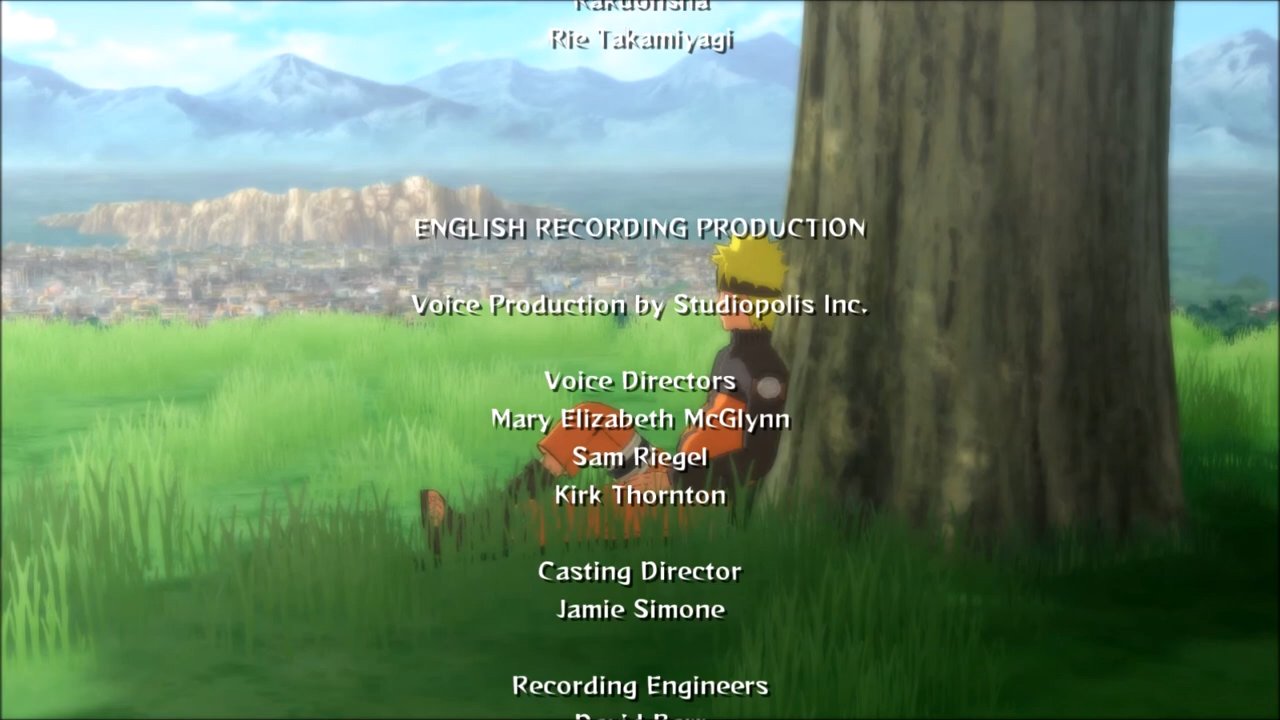 Rie Takamiyagi
ENGLISH RECORDING PRODUCTION
Voice Production by Studiopolis Inc.
Voice Directors
Mary Elizabeth McGlynn
Sam Riegel
Kirk Thornton
Casting Director
Jamie Simone
Recording Engineers